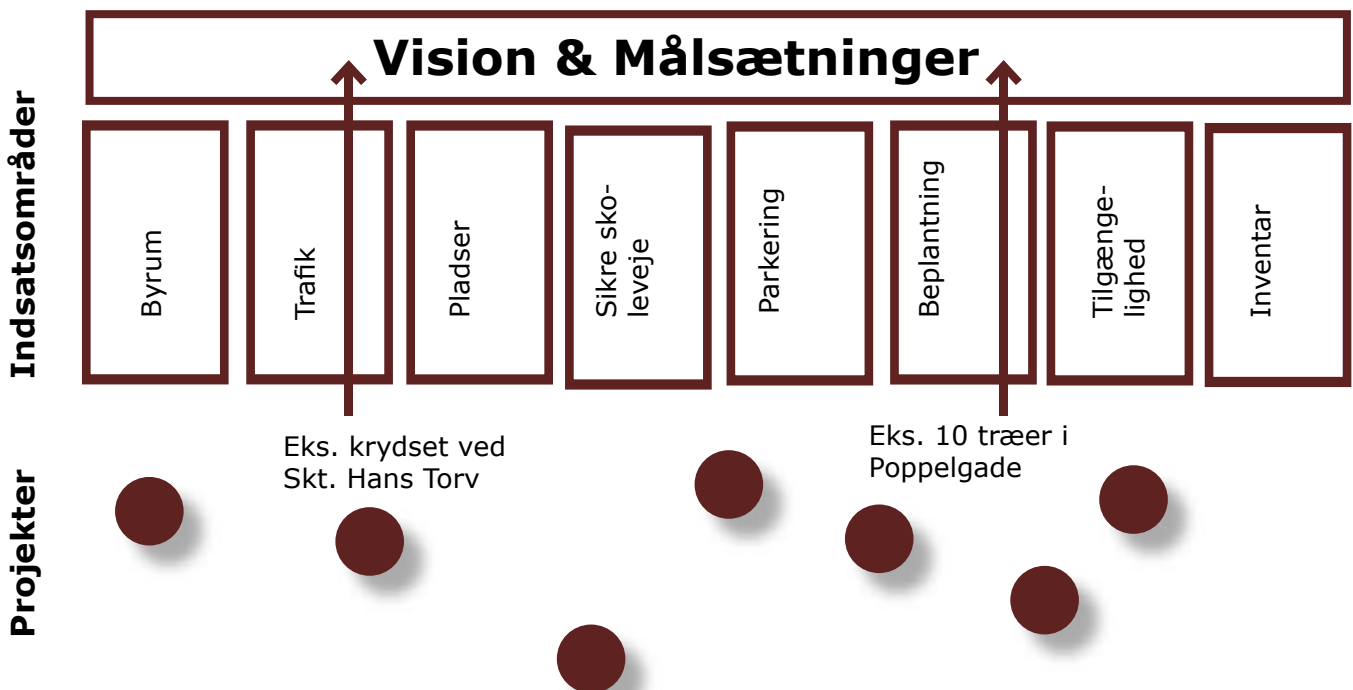 Vision & Målsætninger
Indsatsområder
Byrum
Trafik
Pladser
Sikre sko-
leveje
Parkering
Beplantning
Tilgænge-
lighed
Inventar
Eks. krydset ved
Skt. Hans Torv
Eks. 10 træer i
Poppelgade
Projekter